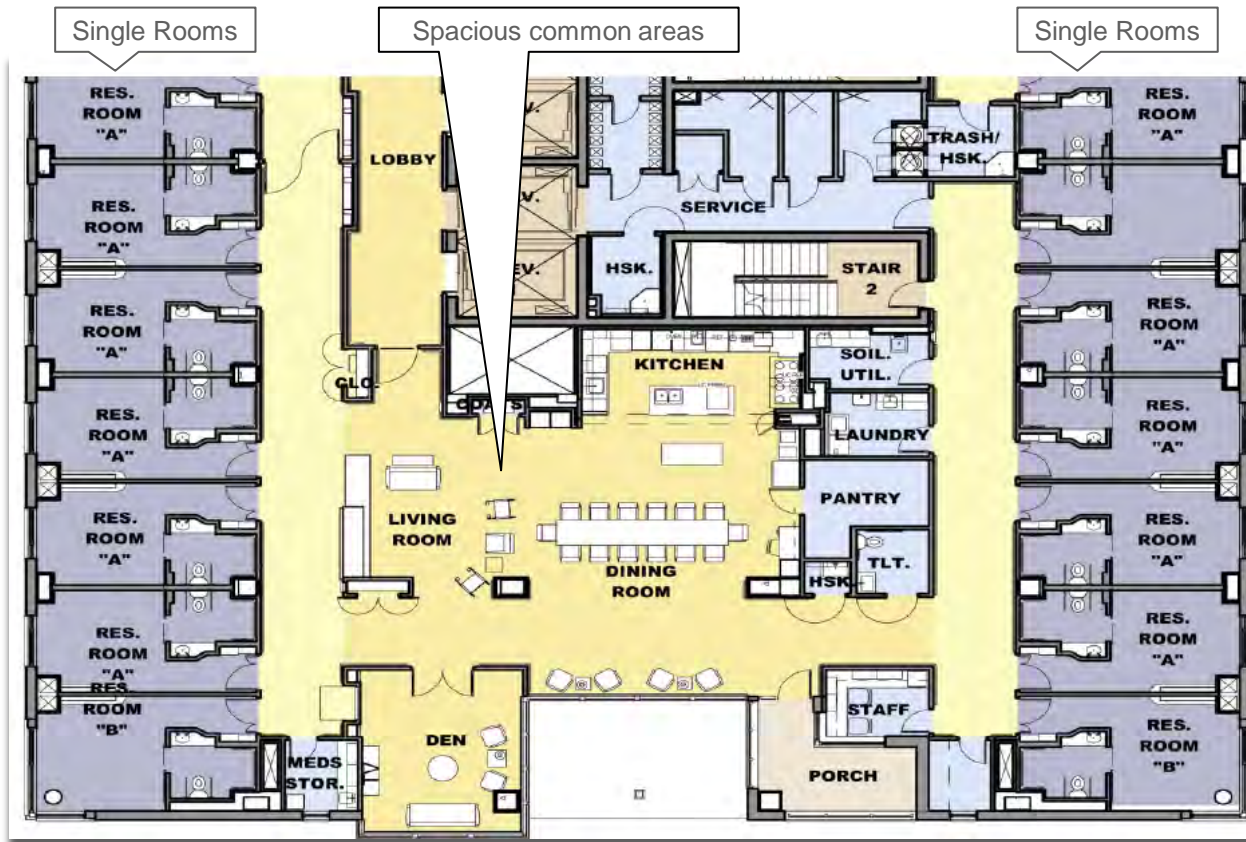 Single Rooms
Spacious common areas
Single Rooms
RES.
ROOM
"A"
LOBBY
TRASH/
HSK.
RES.
ROOM
"A"
RES.
ROOM
"A"
SERVICE
HSK.
STAIR
2
RES.
ROOM
"A"
RES.
ROOM
"A"
KITCHEN
SOIL.
UTIL.
CLO.
RES.
ROOM
"A"
RES.
ROOM
"A"
LAUNDRY
PANTRY
LIVING
ROOM
RES.
ROOM
"A"
RES.
ROOM
"A"
DINING
ROOM
HSK
TLT.
RES.
ROOM
"A"
RES.
ROOM
"A"
RES.
ROOM
"B"
STAFF
RES.
ROOM
"B"
DEN
MEDS
STOR.
PORCH